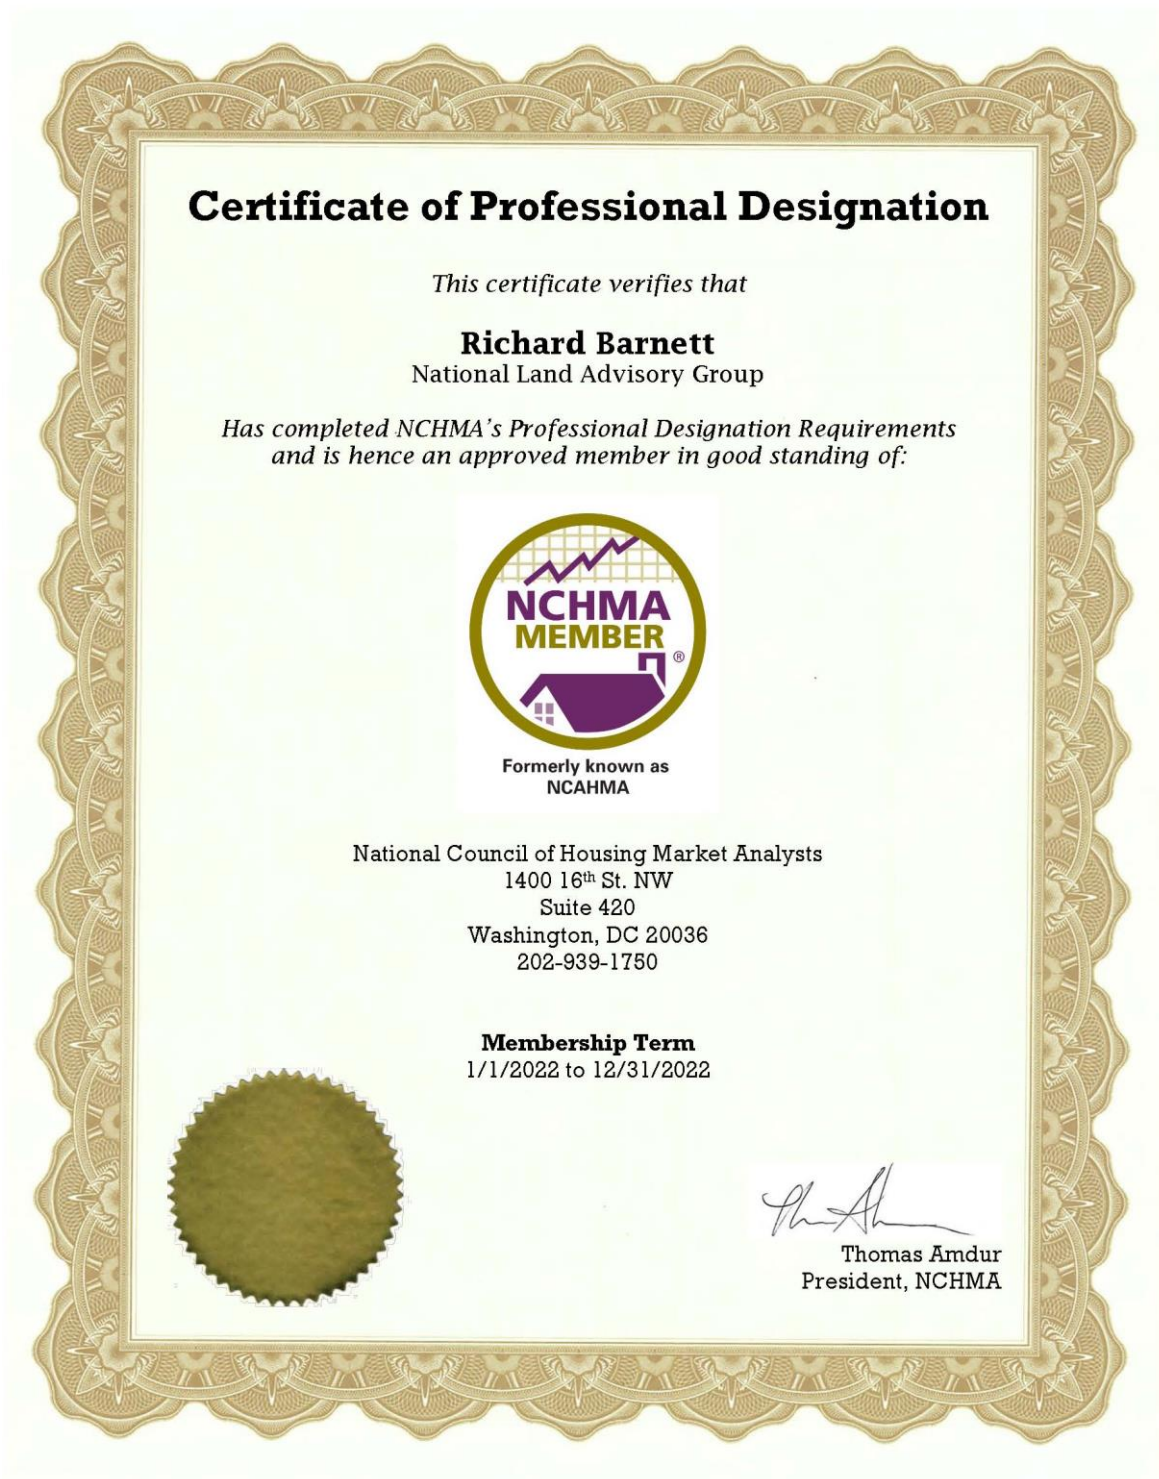 Certificate of Professional Designation
This certificate verifies that
Richard Barnett
National Land Advisory Group
Has completed NCHMA's Professional Designation Requirements
and is hence an approved member in good standing of:
NCHMA
MEMBER
®
Formerly known as
NCAHMA
National Council of Housing Market Analysts
1400 16th St. NW
Suite 420
Washington, DC 20036
202-939-1750
Membership Term
1/1/2022 to 12/31/2022
Thomas Amdur
President, NCHMA